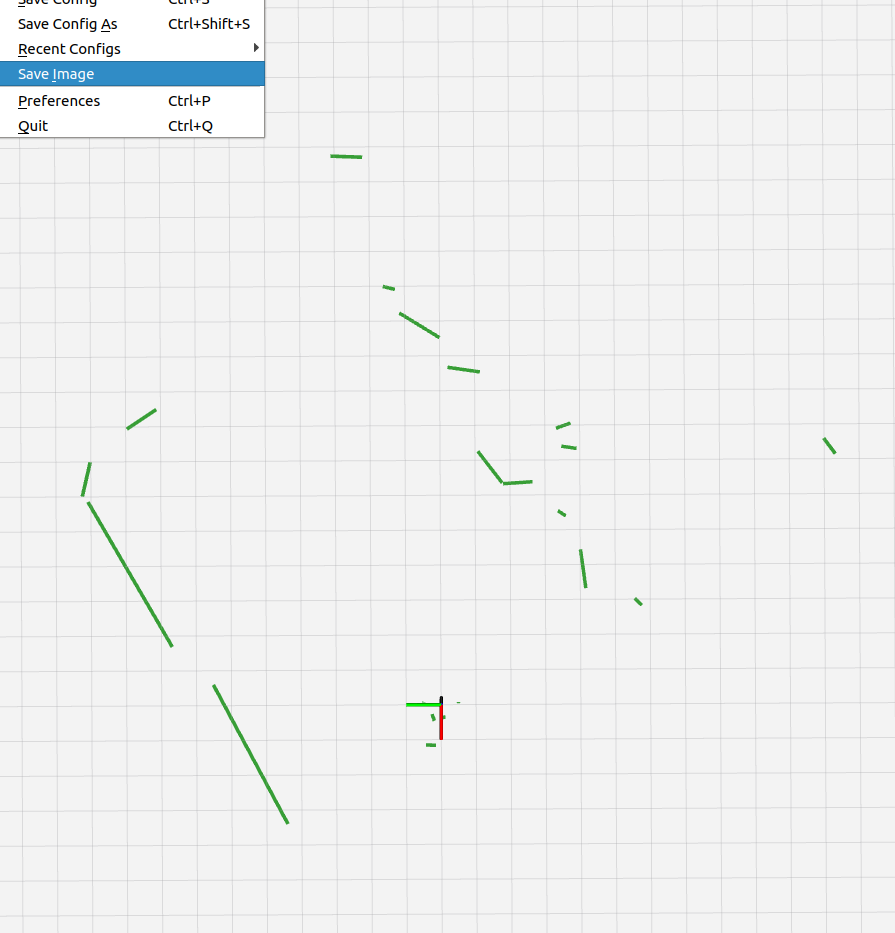 Save Config Ctrl+S
Save Config As Ctrl+Shift+S
Recent Configs
Save Image
Preferences Ctrl+P
Quit Ctrl+Q